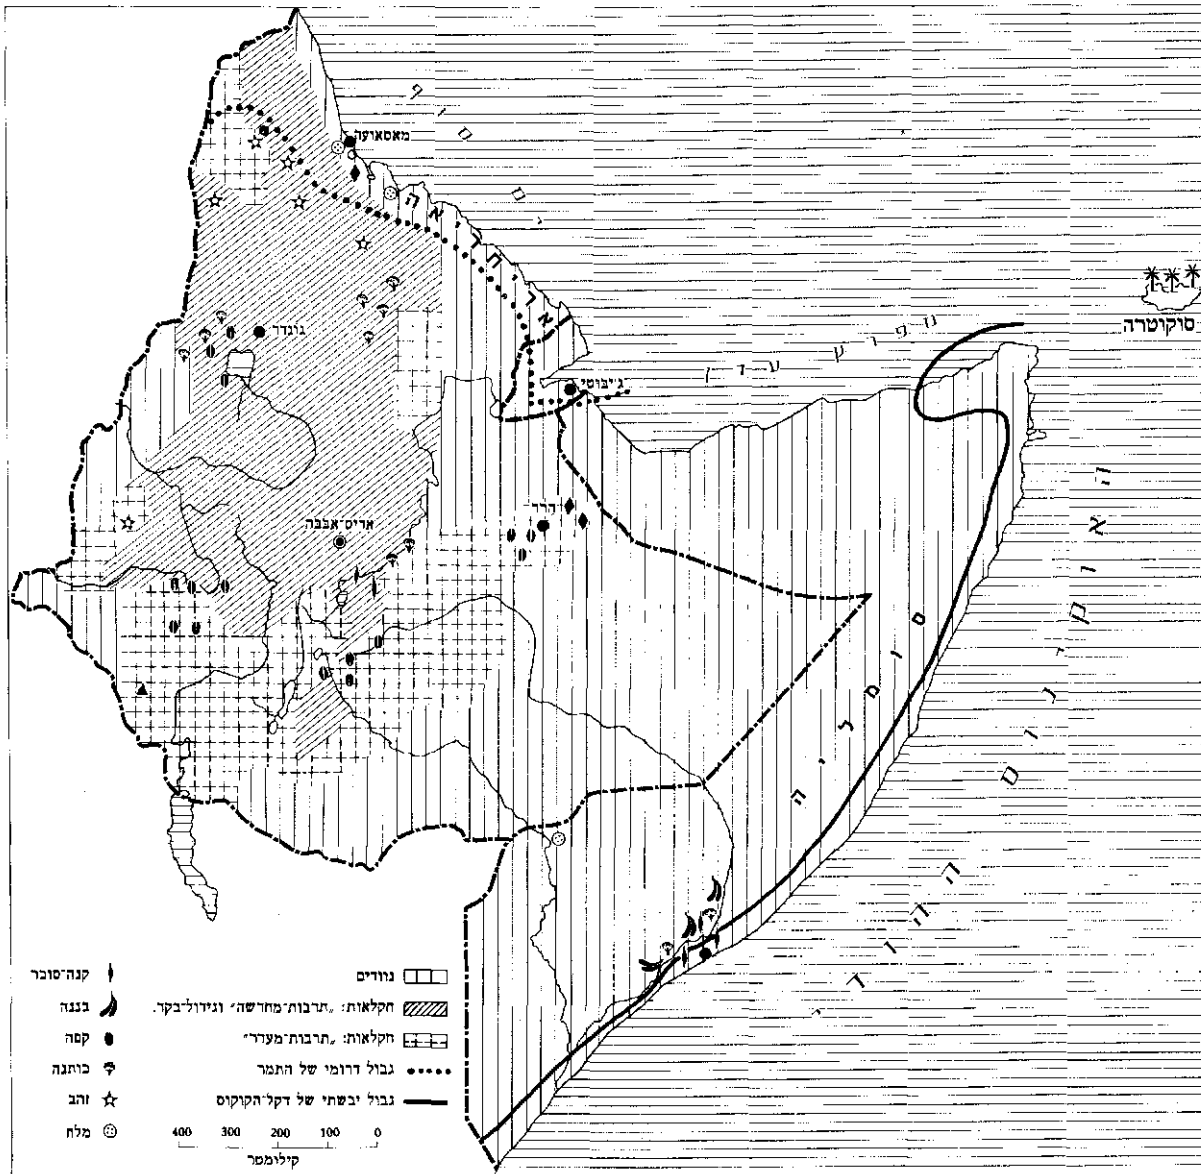 ים סוף
מאסאועה
אריתריאה
סוקוטרה
גונדר
מפרץ עדן
ג׳יבוטי
הרר
אדיס־אבבה
סומליה
האוקינוס
ההודי
נוודים
חקלאות: „תרבות־מחרשה״ וגידול־בקר.
חקלאות: „תרבות־מעדר״
גבול דרומי של התמר
גבול יבשתי של דקל־הקוקוס
קנה־סוכר
בננה
קפה
כותנה
זהב
מלח
400 300 200 100 0
קילומטר